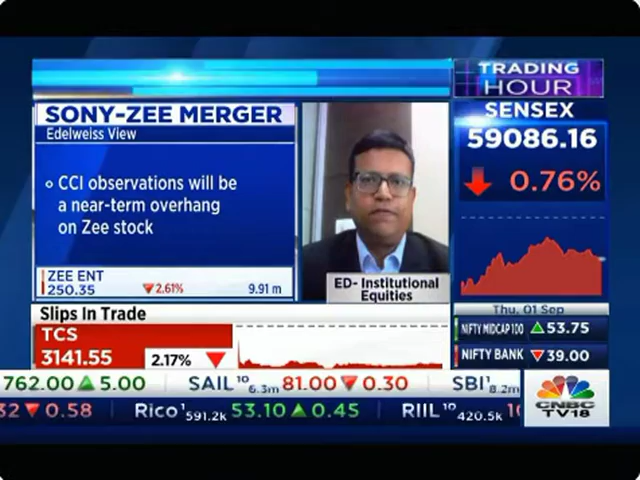 TRADING
HOUR
SONY-ZEE MERGER
Edelweiss View
CCI observations will be
a near-term overhang
on Zee stock
ZEE ENT
250.35 2.61% 9.91 m
ED- Institutional
Equities
SENSEX
59086.16
0.76%
Thu, 01 Sep
NIFTY MIDCAP 100 53.75
NIFTY BANK 39.00
Slips In Trade
TCS
3141.55 2.17%
762.00 5.00 SAIL 6.3m 81.00 0.30 SBI 8.2m
32 0.58 Rico 591.2k 53.10 0.45 RIIL 420.5k
CNBC
TV18